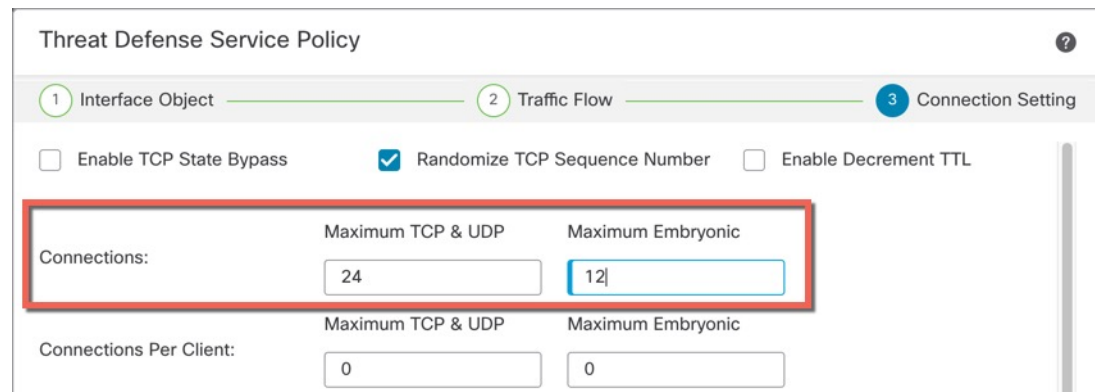 Threat Defense Service Policy
?
1 Interface Object 2 Traffic Flow 3 Connection Setting
Enable TCP State Bypass Randomize TCP Sequence Number Enable Decrement TTL
Maximum TCP & UDP Maximum Embryonic
Connections:
24 12
Maximum TCP & UDP Maximum Embryonic
Connections Per Client:
0 0